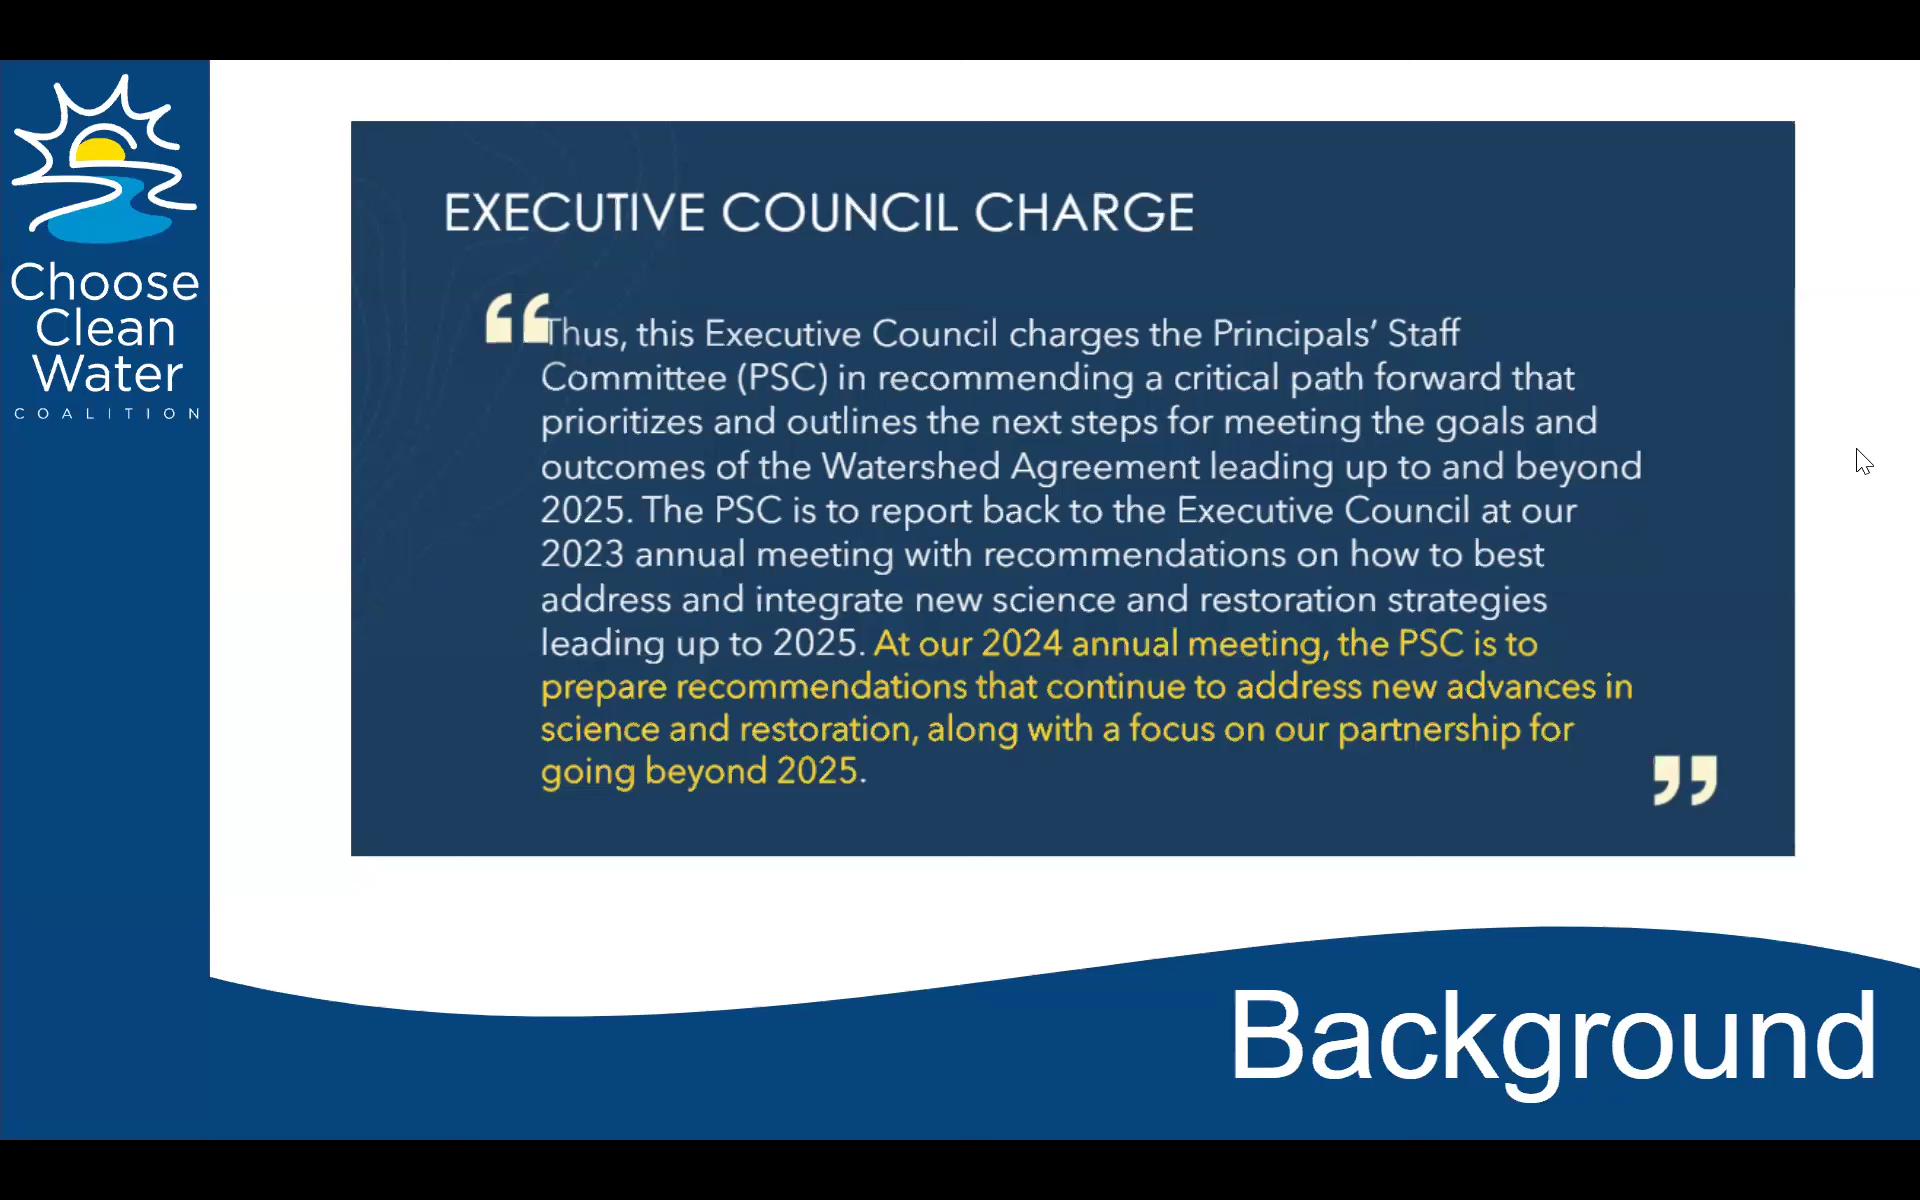 Choose
Clean
Water
COALITION
EXECUTIVE COUNCIL CHARGE
“Thus, this Executive Council charges the Principals’ Staff
Committee (PSC) in recommending a critical path forward that
prioritizes and outlines the next steps for meeting the goals and
outcomes of the Watershed Agreement leading up to and beyond
2025. The PSC is to report back to the Executive Council at our
2023 annual meeting with recommendations on how to best
address and integrate new science and restoration strategies
leading up to 2025. At our 2024 annual meeting, the PSC is to
prepare recommendations that continue to address new advances in
science and restoration, along with a focus on our partnership for
going beyond 2025.”
Background